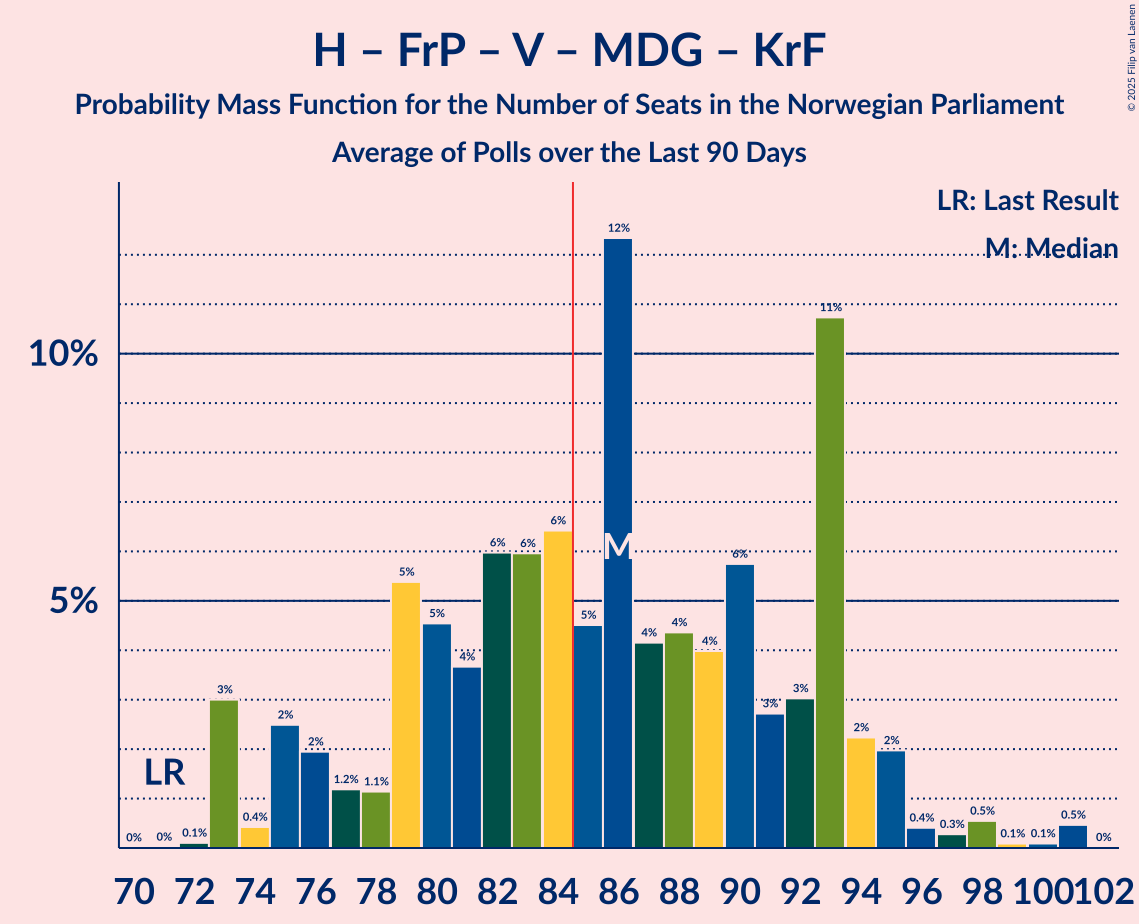 H – FrP – V – MDG – KrF
Probability Mass Function for the Number of Seats in the Norwegian Parliament
Average of Polls over the Last 90 Days
© 2025 Filip van Laenen
LR: Last Result
M: Median
10%
5%
LR
M
0% 0% 0.1% 3% 0.4% 2% 2% 1.2% 1.1% 5% 5% 4% 6% 6% 6% 5% 12% 4% 4% 4% 6% 3% 3% 11% 2% 2% 0.4% 0.3% 0.5% 0.1% 0.1% 0.5% 0%
70 72 74 76 78 80 82 84 86 88 90 92 94 96 98 100 102